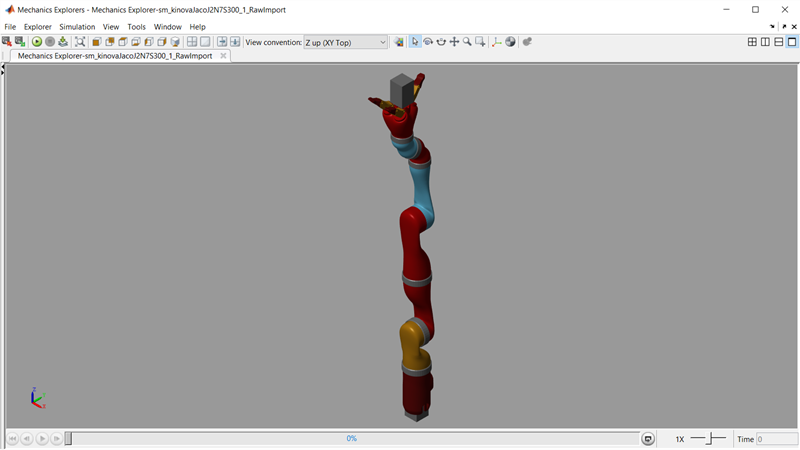 Mechanics Explorers - Mechanics Explorer-sm_kinovaJacoJ2N7S300_1_RawImport
File Explorer Simulation View Tools Window Help
View convention: Z up (XY Top)
Mechanics Explorer-sm_kinovaJacoJ2N7S300_1_RawImport
Z
Y
X
0%
1X
Time 0